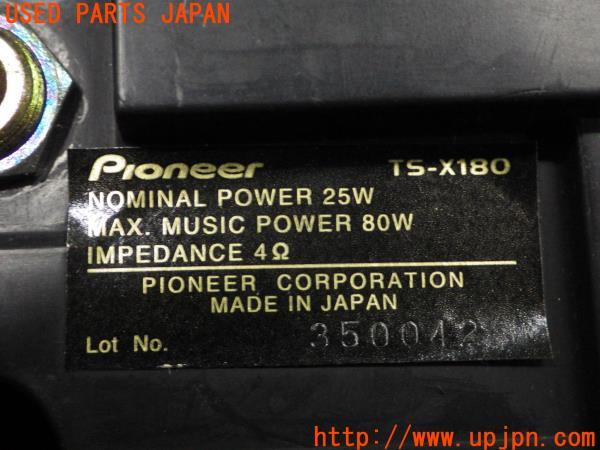 USED PARTS JAPAN
Pioneer TS-X180
NOMINAL POWER 25W
MAX. MUSIC POWER 80W
IMPEDANCE 4Ω
PIONEER CORPORATION
MADE IN JAPAN
Lot No. 350042
http://www.upjpn.com/